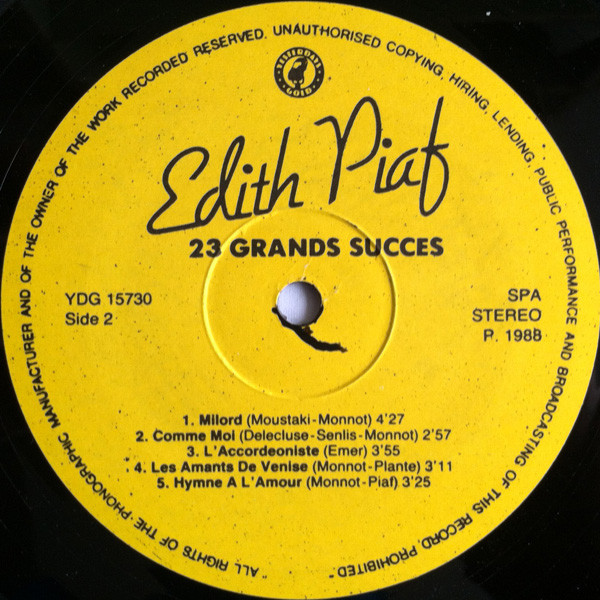 "ALL RIGHTS OF THE PHONOGRAPHIC MANUFACTURER AND OF THE OWNER OF THE WORK RECORDED RESERVED. UNAUTHORISED COPYING, HIRING, LENDING, PUBLIC PERFORMANCE AND BROADCASTING OF THIS RECORD PROHIBITED"
GOLD
Edith Piaf
23 GRANDS SUCCES
YDG 15730
Side 2
SPA
STEREO
P. 1988
1. Milord (Moustaki-Monnot) 4'27
2. Comme Moi (Delecluse-Senlis-Monnot) 2'57
3. L'Accordeoniste (Emer) 3'55
4. Les Amants De Venise (Monnot-Plante) 3'11
5. Hymne A L'Amour (Monnot-Piaf) 3'25